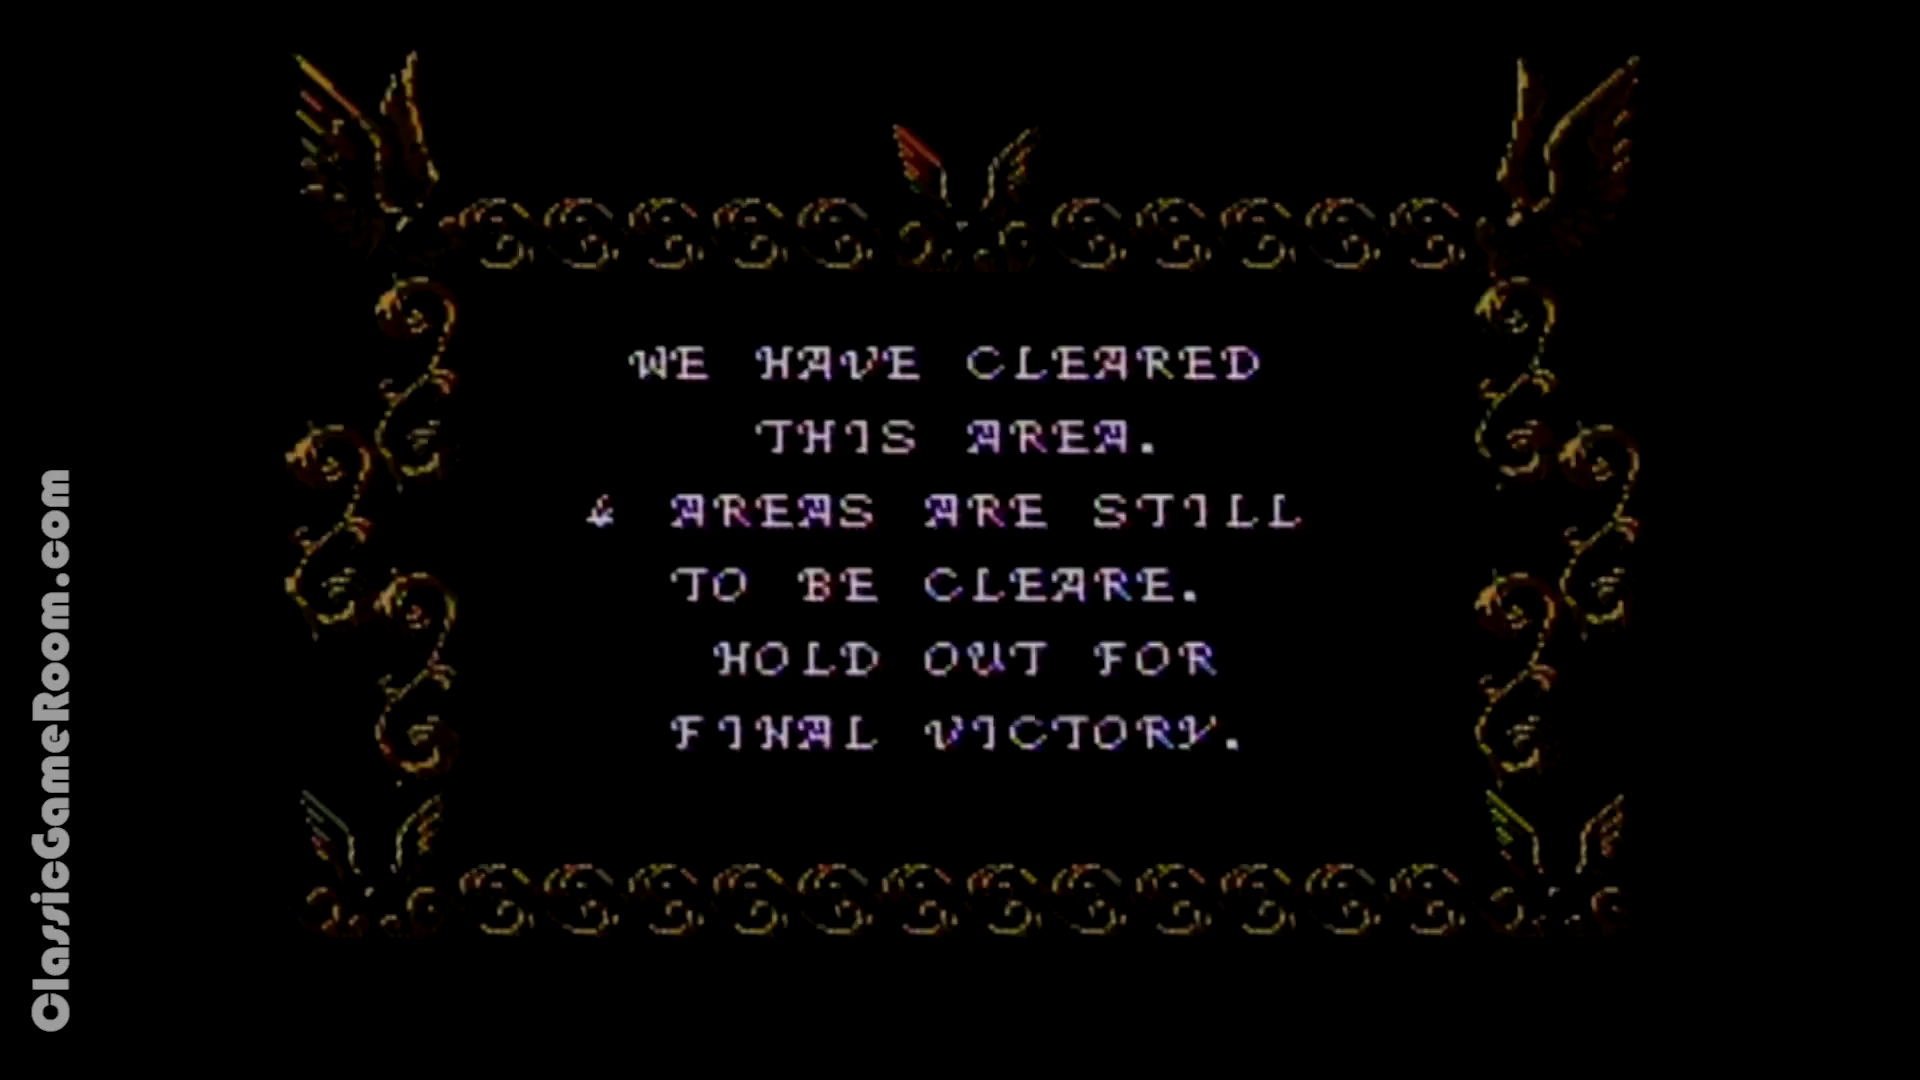 WE HAVE CLEARED
THIS AREA.
4 AREAS ARE STILL
TO BE CLEARE.
HOLD OUT FOR
FINAL VICTORY.
ClassicGameRoom.com